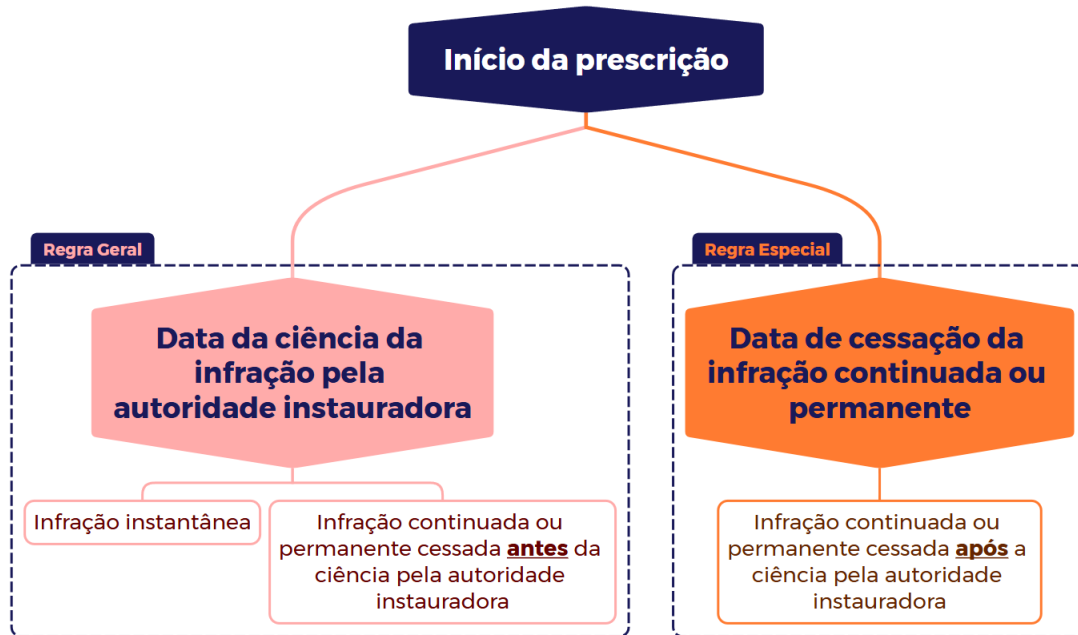 Início da prescrição
Regra Geral
Data da ciência da
infração pela
autoridade instauradora
Infração instantânea
Infração continuada ou
permanente cessada antes da
ciência pela autoridade
instauradora
Regra Especial
Data de cessação da
infração continuada ou
permanente
Infração continuada ou
permanente cessada após a
ciência pela autoridade
instauradora